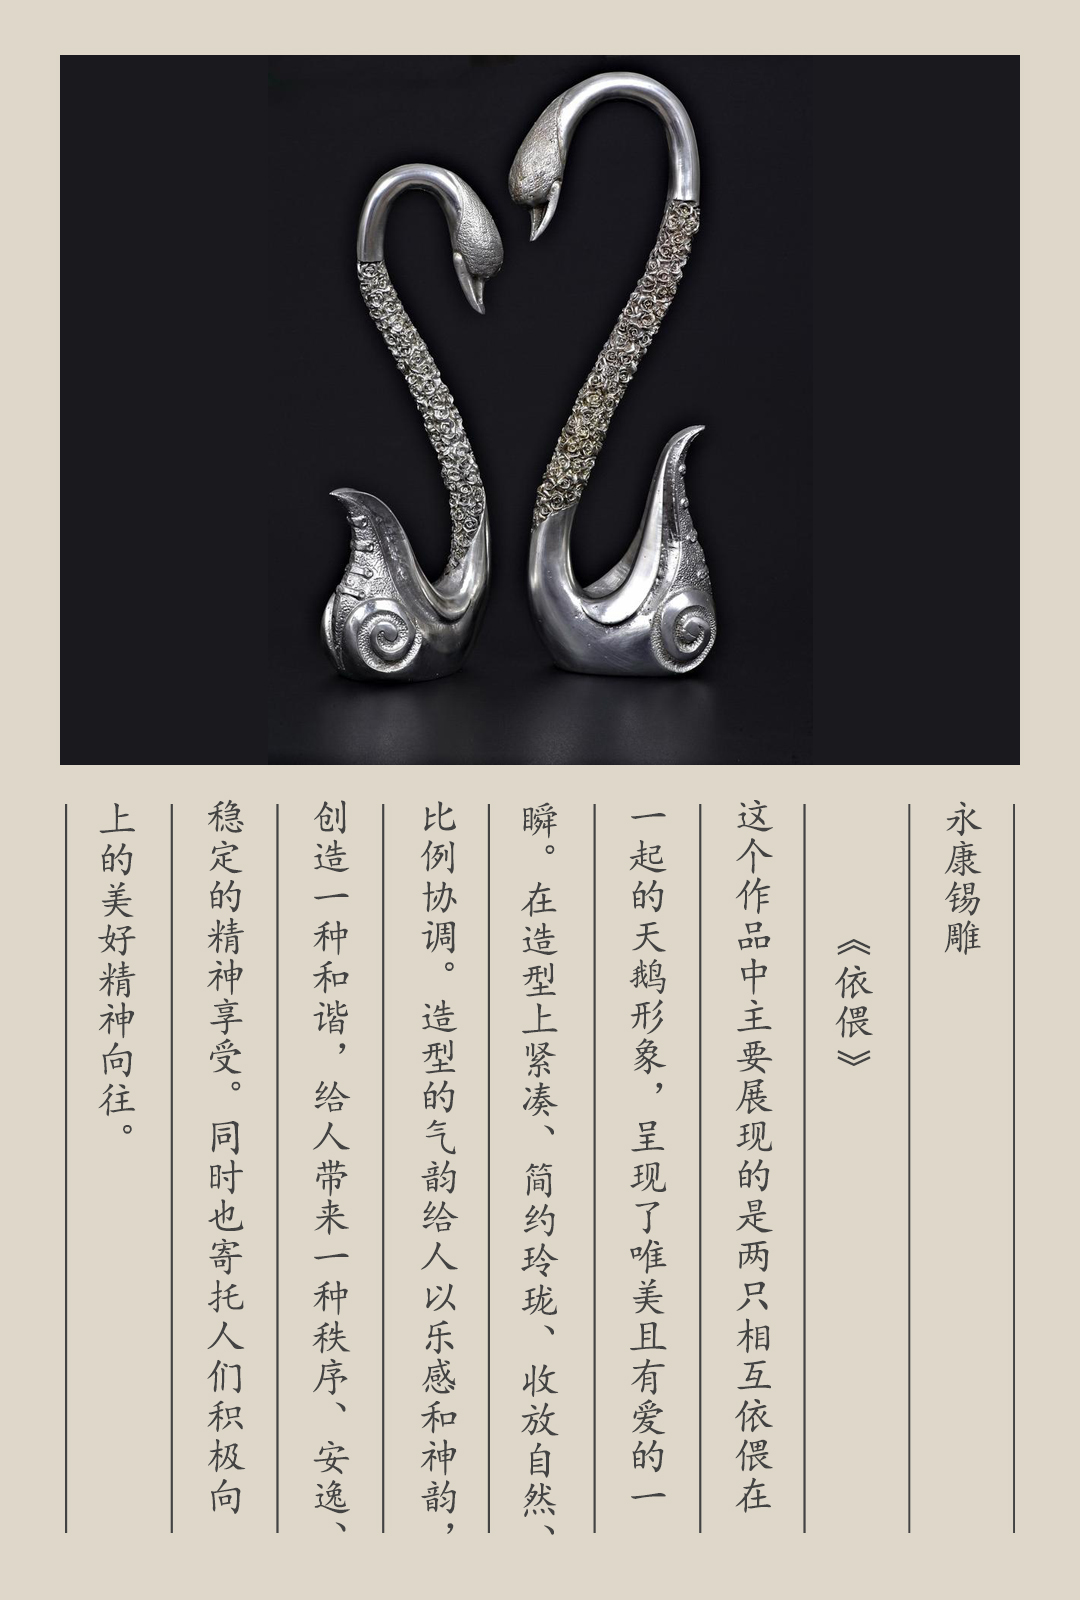 永康锡雕
《依偎》
这个作品中主要展现的是两只相互依偎在
一起的天鹅形象，呈现了唯美且有爱的一
瞬。在造型上紧凑、简约玲珑、收放自然、
比例协调。造型的气韵给人以乐感和神韵，
创造一种和谐，给人带来一种秩序、安逸、
稳定的精神享受。同时也寄托人们积极向
上的美好精神向往。